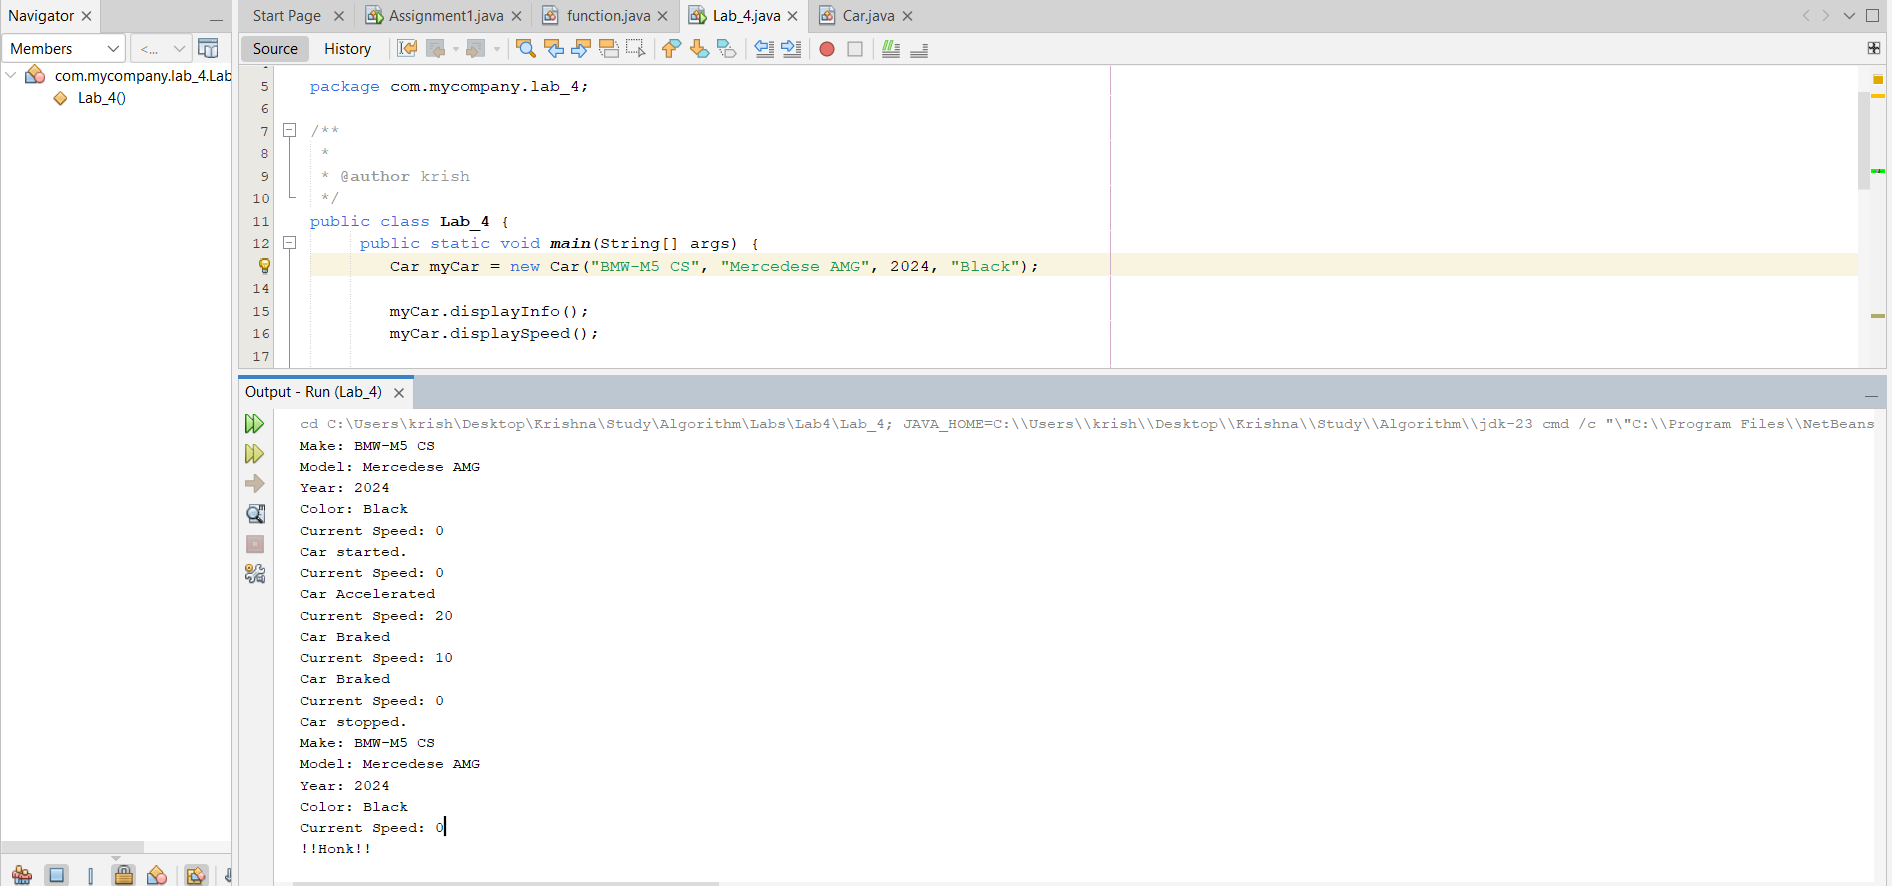 Navigator
Members
<...
com.mycompany.lab_4.Lab
Lab_4()
Start Page
Assignment1.java
function.java
Lab_4.java
Car.java
Source
History
5 package com.mycompany.lab_4;
6
7 /**
8 *
9 * @author krish
10 */
11 public class Lab_4 {
12 public static void main(String[] args) {
Car myCar = new Car("BMW-M5 CS", "Mercedese AMG", 2024, "Black");
14
15 myCar.displayInfo();
16 myCar.displaySpeed();
17
Output - Run (Lab_4)
cd C:\Users\krish\Desktop\Krishna\Study\Algorithm\Labs\Lab4\Lab_4; JAVA_HOME=C:\\Users\\krish\\Desktop\\Krishna\\Study\\Algorithm\\jdk-23 cmd /c "\"C:\\Program Files\\NetBeans
Make: BMW-M5 CS
Model: Mercedese AMG
Year: 2024
Color: Black
Current Speed: 0
Car started.
Current Speed: 0
Car Accelerated
Current Speed: 20
Car Braked
Current Speed: 10
Car Braked
Current Speed: 0
Car stopped.
Make: BMW-M5 CS
Model: Mercedese AMG
Year: 2024
Color: Black
Current Speed: 0
!!Honk!!